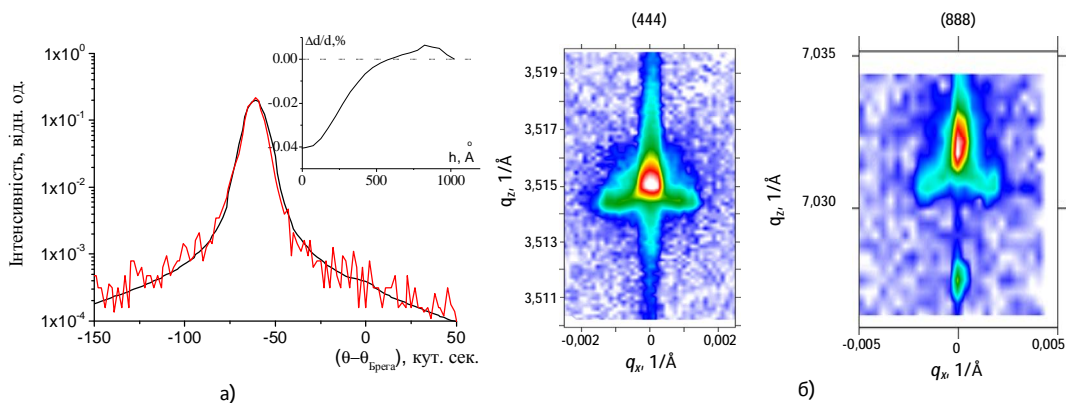 1x10⁰
1x10⁻¹
1x10⁻²
1x10⁻³
1x10⁻⁴
Інтенсивність, відн. од.
-150
-100
-50
0
50
(θ–θБрега), кут. сек.
а)
Δd/d,%
0.00
-0.02
-0.04
0
500
1000
h, Å
(444)
3,519
3,517
3,515
3,513
3,511
qz, 1/Å
-0.002
0
0.002
qx, 1/Å
(888)
7,035
7,030
qz, 1/Å
-0,005
0
0,005
qx, 1/Å
б)